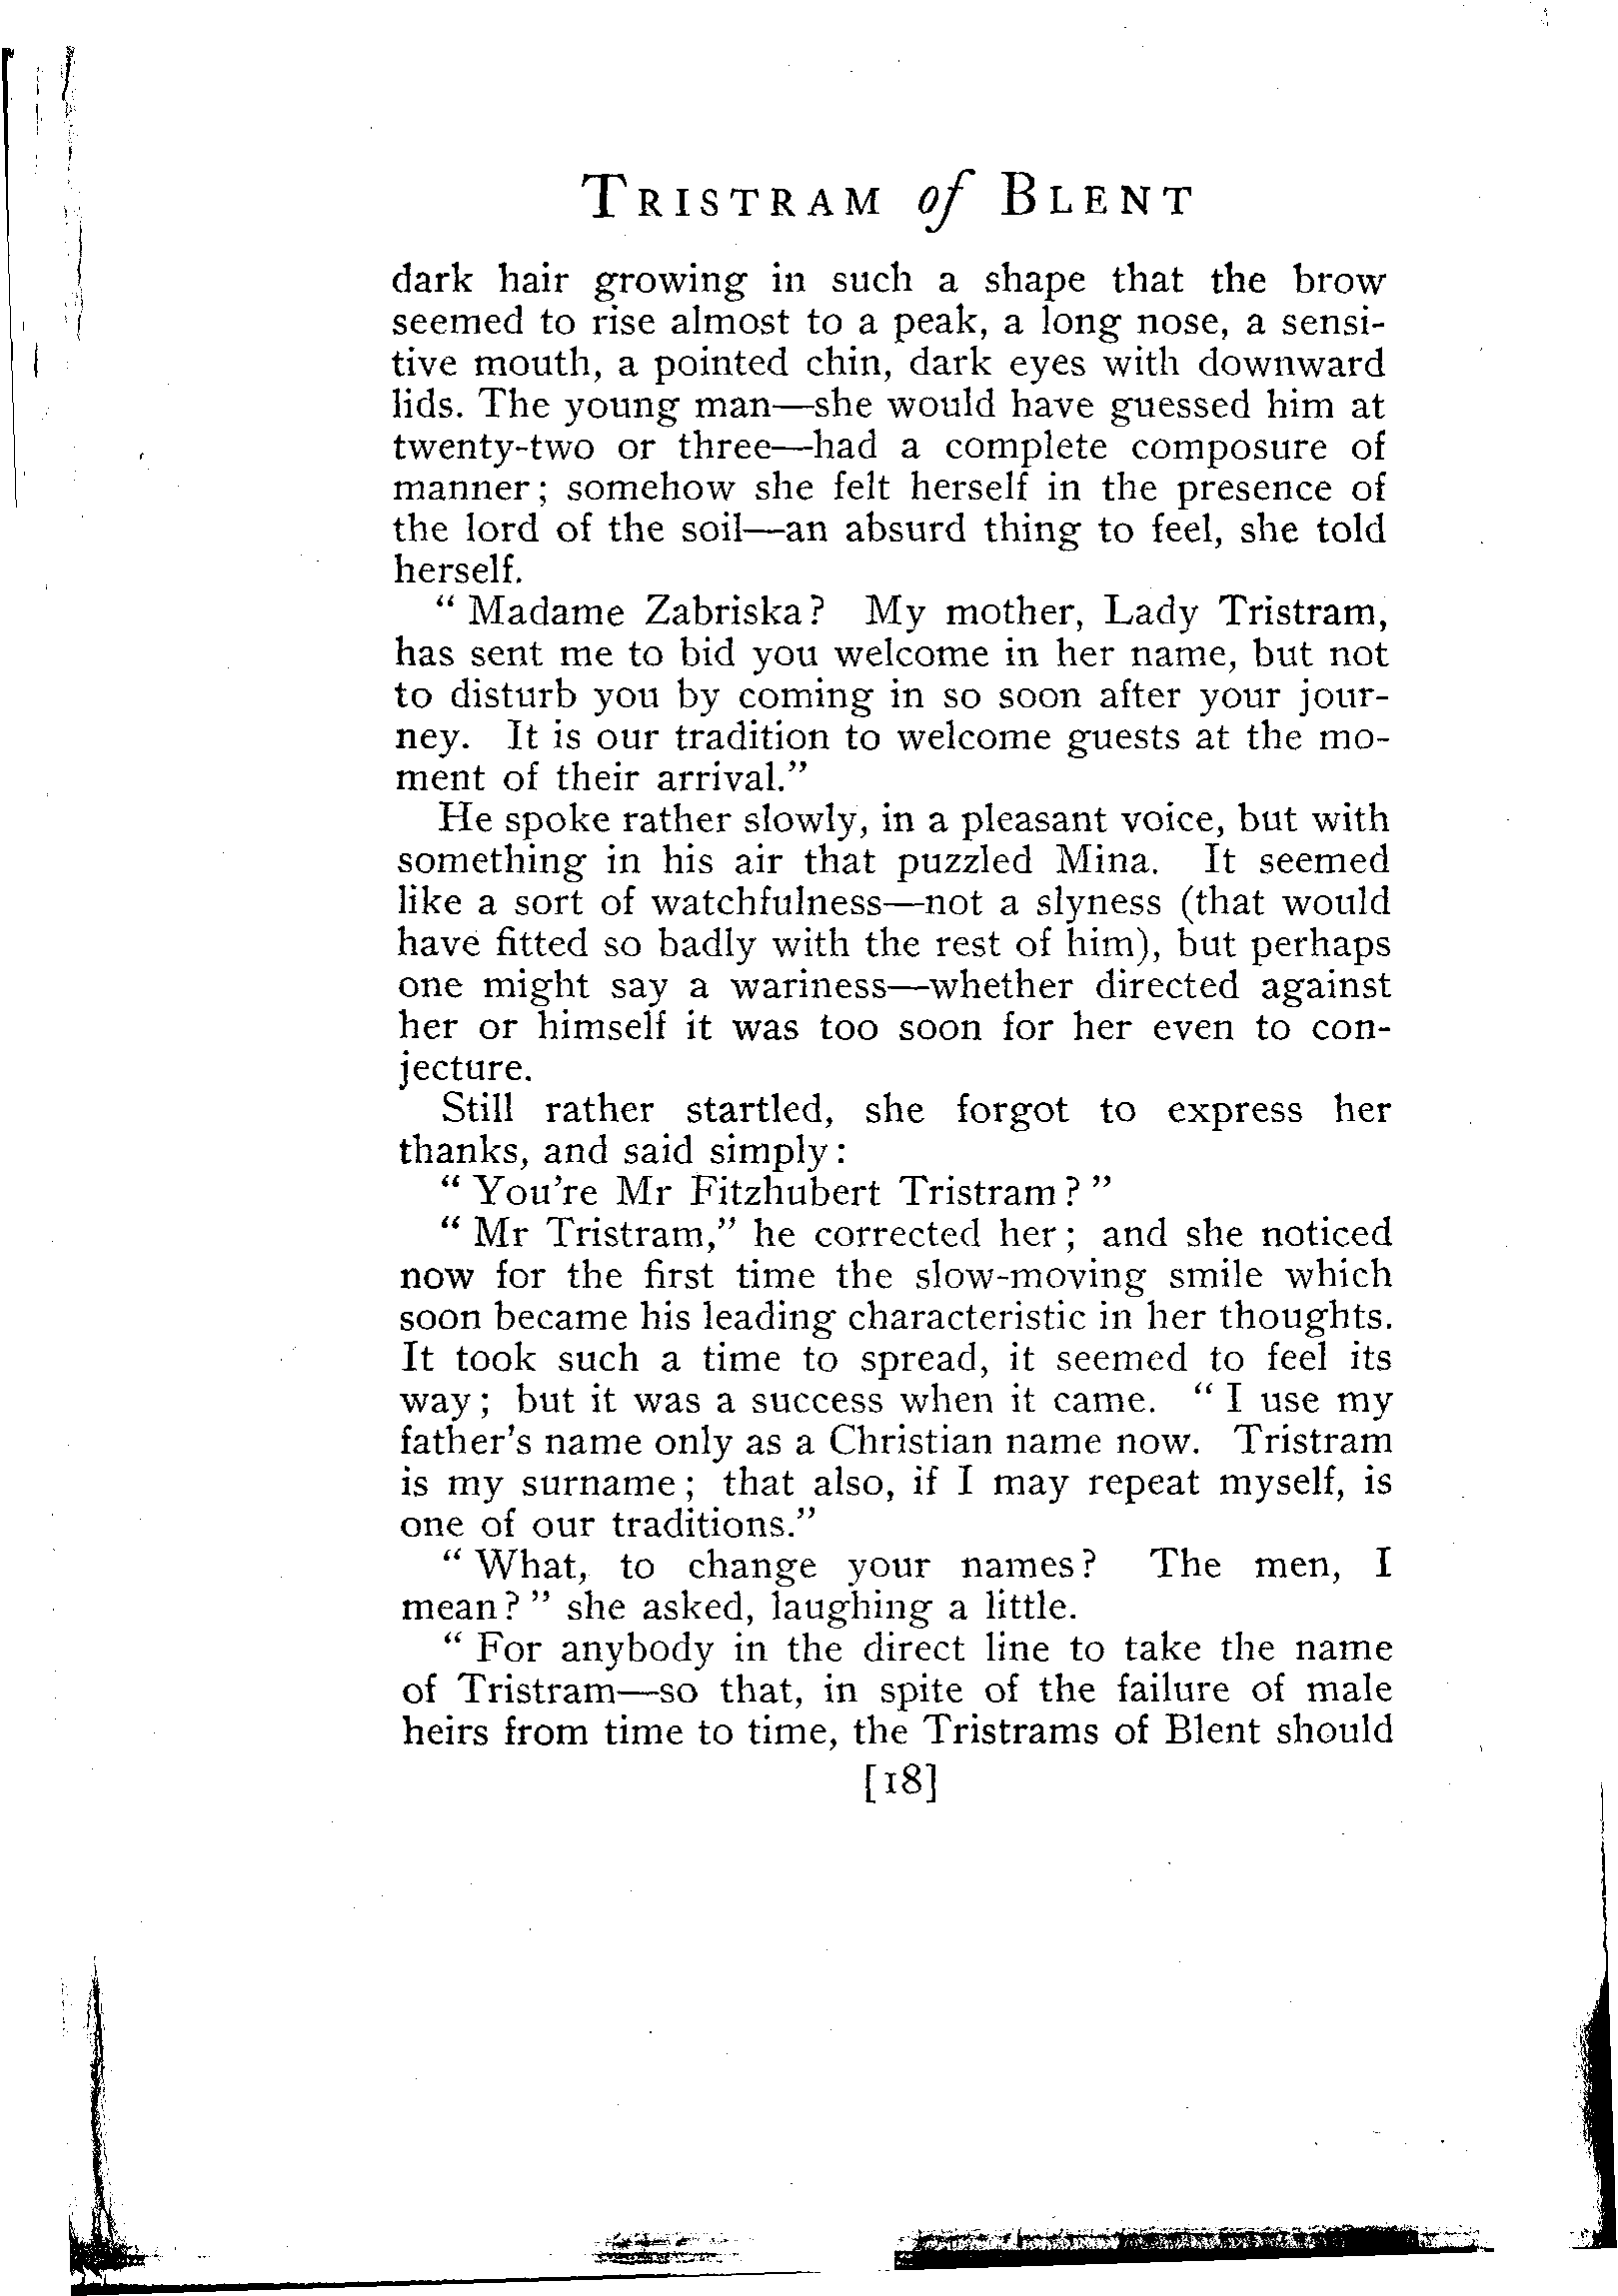 TRISTRAM of BLENT
dark hair growing in such a shape that the brow
seemed to rise almost to a peak, a long nose, a sensi-
tive mouth, a pointed chin, dark eyes with downward
lids. The young man—she would have guessed him at
twenty-two or three—had a complete composure of
manner; somehow she felt herself in the presence of
the lord of the soil—an absurd thing to feel, she told
herself.
“Madame Zabriska? My mother, Lady Tristram,
has sent me to bid you welcome in her name, but not
to disturb you by coming in so soon after your jour-
ney. It is our tradition to welcome guests at the mo-
ment of their arrival.”
He spoke rather slowly, in a pleasant voice, but with
something in his air that puzzled Mina. It seemed
like a sort of watchfulness—not a slyness (that would
have fitted so badly with the rest of him), but perhaps
one might say a wariness—whether directed against
her or himself it was too soon for her even to con-
jecture.
Still rather startled, she forgot to express her
thanks, and said simply:
“You're Mr Fitzhubert Tristram?”
“Mr Tristram,” he corrected her; and she noticed
now for the first time the slow-moving smile which
soon became his leading characteristic in her thoughts.
It took such a time to spread, it seemed to feel its
way; but it was a success when it came. “I use my
father's name only as a Christian name now. Tristram
is my surname; that also, if I may repeat myself, is
one of our traditions.”
“What, to change your names? The men, I
mean?” she asked, laughing a little.
“For anybody in the direct line to take the name
of Tristram—so that, in spite of the failure of male
heirs from time to time, the Tristrams of Blent should
[18]